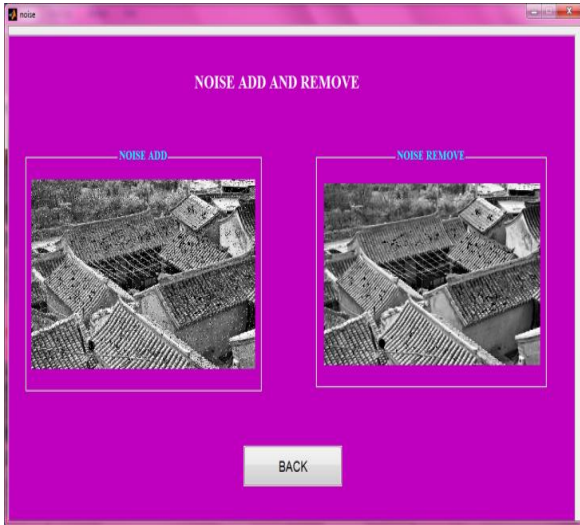 noise
NOISE ADD AND REMOVE
NOISE ADD
NOISE REMOVE
BACK